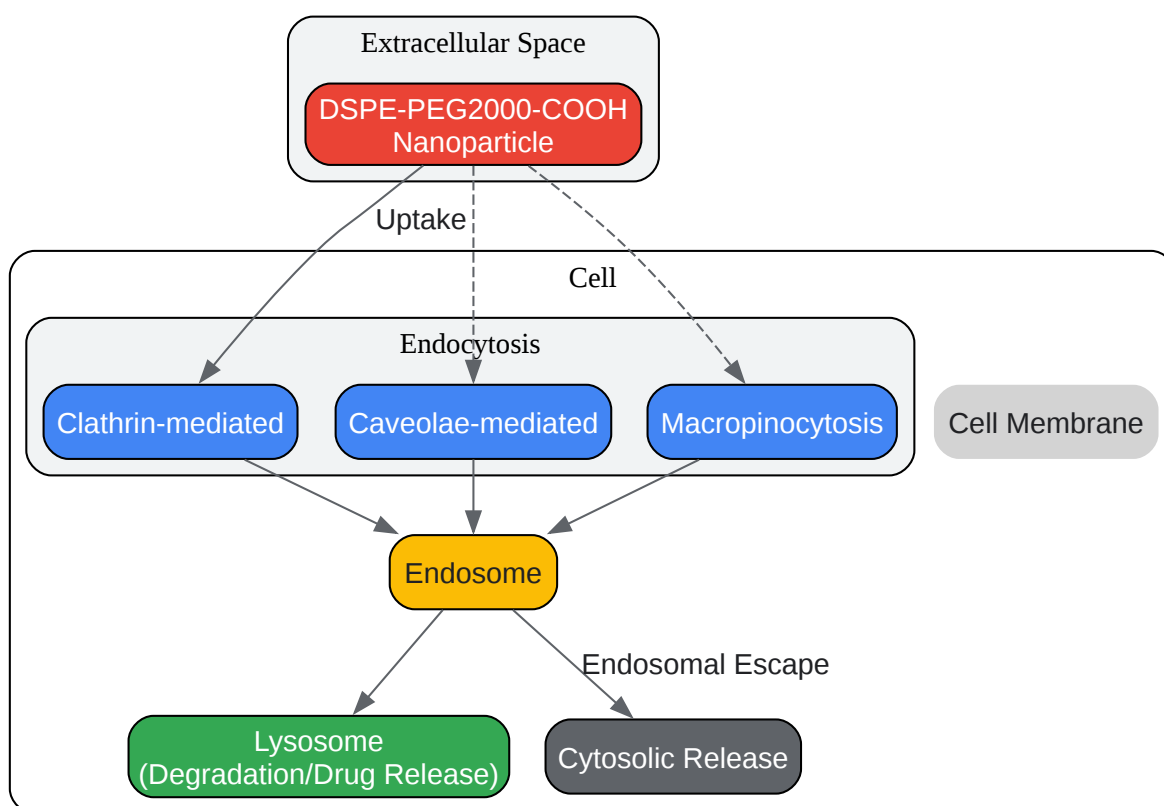 Extracellular Space
DSPE-PEG2000-COOH
Nanoparticle
Uptake
Cell
Endocytosis
Clathrin-mediated
Caveolae-mediated
Macropinocytosis
Cell Membrane
Endosome
Endosomal Escape
Lysosome
(Degradation/Drug Release)
Cytosolic Release